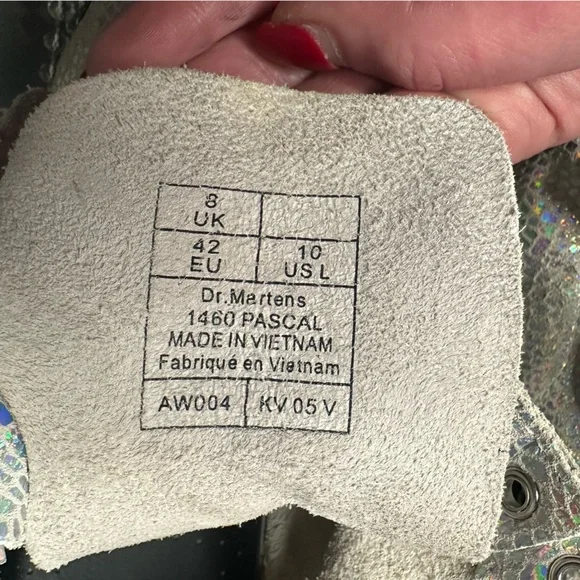 8
UK
42
EU
10
US L
Dr.Martens
1460 PASCAL
MADE IN VIETNAM
Fabriqué en Vietnam
AW004
KV 05 V